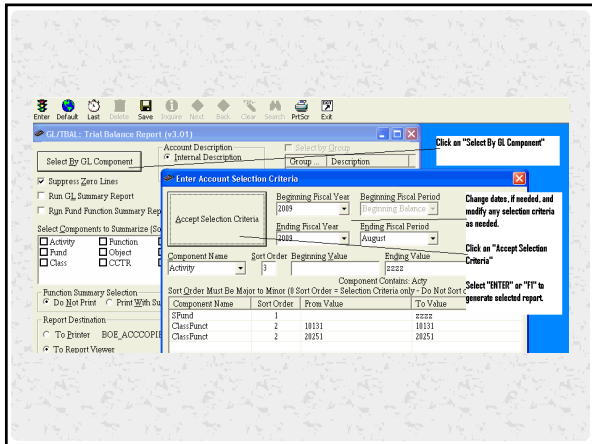 Enter Default Last Delete Save Inquire Next Back Clear Search PrtScr Exit
GL/TBAL: Trial Balance Report (v3.01)
Select By GL Component
Account Description
Internal Description
Select by Group
Group ... Description
Suppress Zero Lines
Run GL Summary Report
Run Fund Function Summary Rep
Select Components to Summarize (So
Activity Function
Fund Object
Class CCTR
Function Summary Selection
Do Not Print Print With Su
Report Destination
To Printer BOE_ACCCOPIE
To Report Viewer
Enter Account Selection Criteria
Accept Selection Criteria
Beginning Fiscal Year Beginning Fiscal Period
2009 Beginning Balance
Ending Fiscal Year Ending Fiscal Period
2009 August
Component Name Sort Order Beginning Value Ending Value
Activity 3 zzzz
Component Contains: Acty
Sort Order Must Be Major to Minor (0 Sort Order = Selection Criteria only - Do Not Sort
Component Name Sort Order From Value To Value
SFund 1 zzzz
ClassFunct 2 10131 10131
ClassFunct 2 20251 20251
Click on "Select By GL Component"
Change dates, if needed, and
modify any selection criteria
as needed.
Click on "Accept Selection
Criteria"
Select "ENTER" or "F1" to
generate selected report.